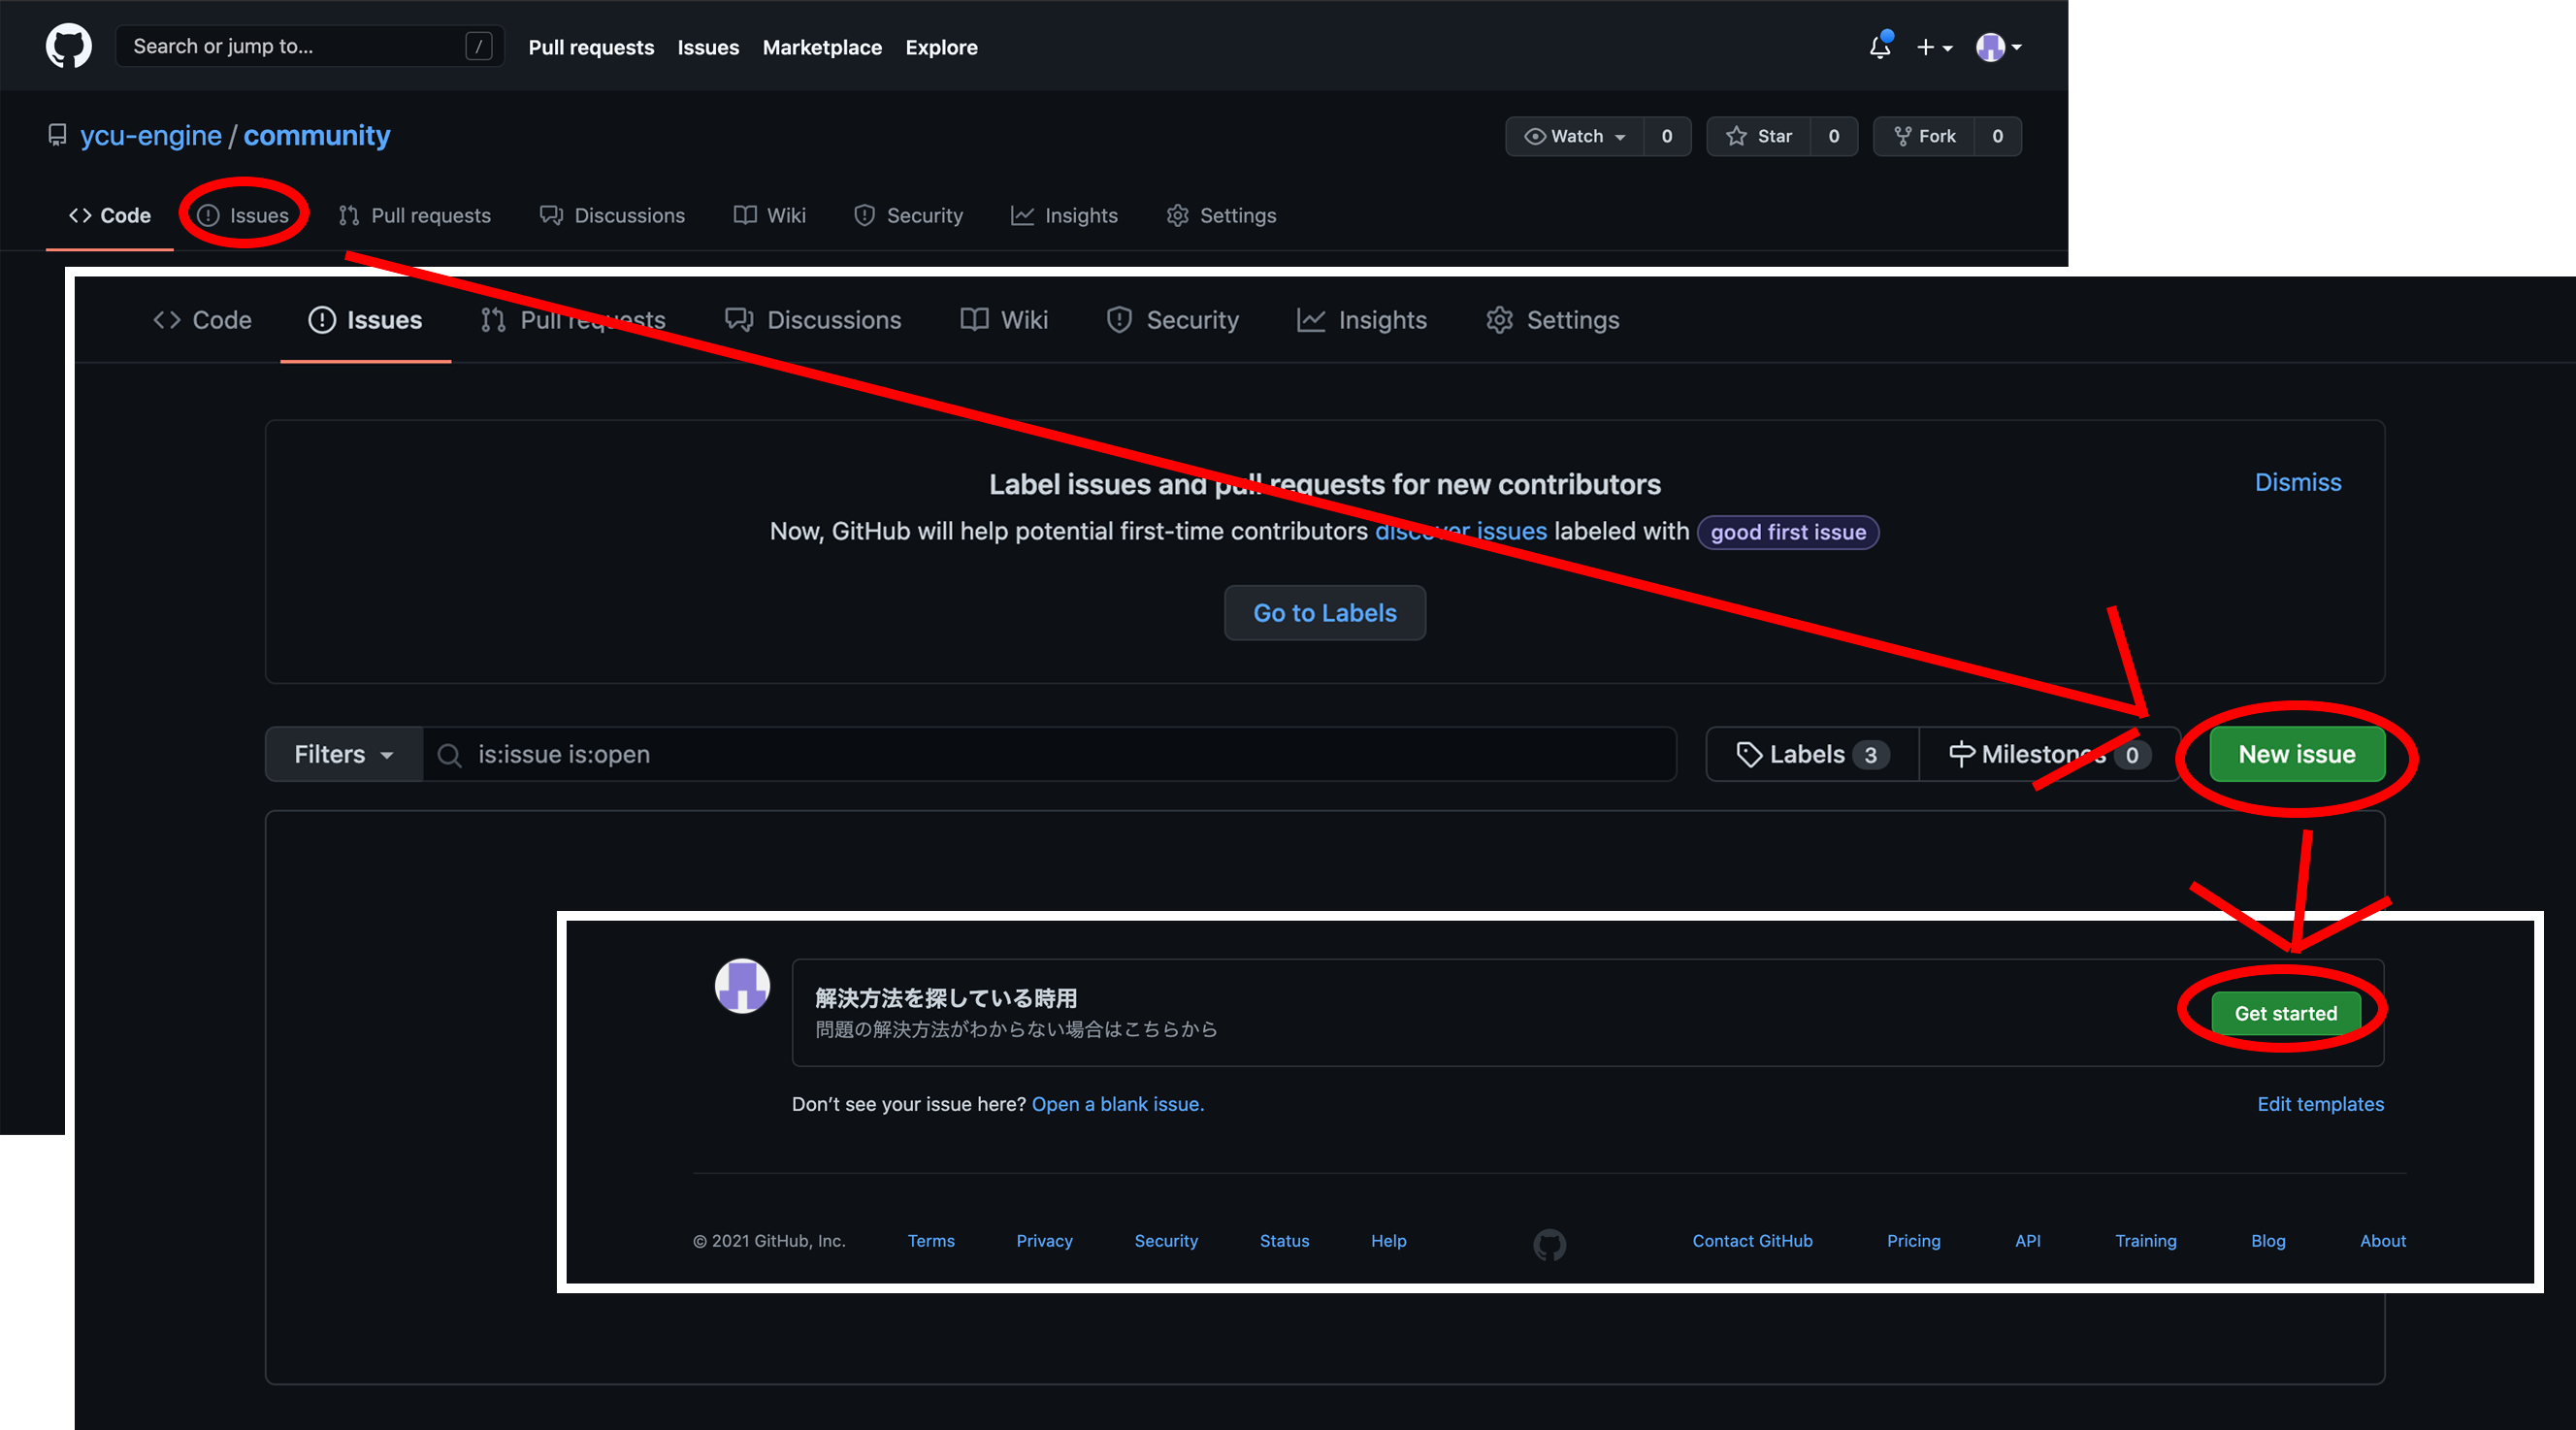 Search or jump to... / Pull requests Issues Marketplace Explore
ycu-engine / community Watch 0 Star 0 Fork 0
Code Issues Pull requests Discussions Wiki Security Insights Settings
Code Issues Pull requests Discussions Wiki Security Insights Settings
Label issues and pull requests for new contributors Dismiss
Now, GitHub will help potential first-time contributors discover issues labeled with good first issue
Go to Labels
Filters is:issue is:open Labels 3 Milestones 0 New issue
解決方法を探している時用
問題の解決方法がわからない場合はこちらから
Get started
Don’t see your issue here? Open a blank issue. Edit templates
© 2021 GitHub, Inc. Terms Privacy Security Status Help Contact GitHub Pricing API Training Blog About